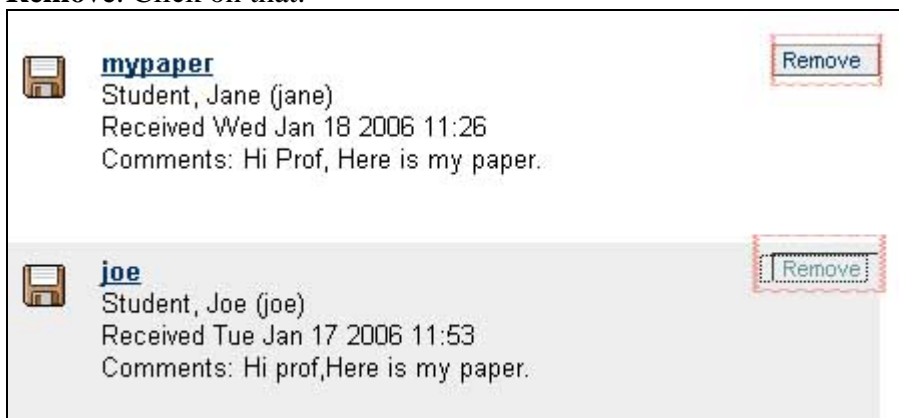 Remove. Click on that.
mypaper Remove
Student, Jane (jane)
Received Wed Jan 18 2006 11:26
Comments: Hi Prof, Here is my paper.
joe Remove
Student, Joe (joe)
Received Tue Jan 17 2006 11:53
Comments: Hi prof,Here is my paper.